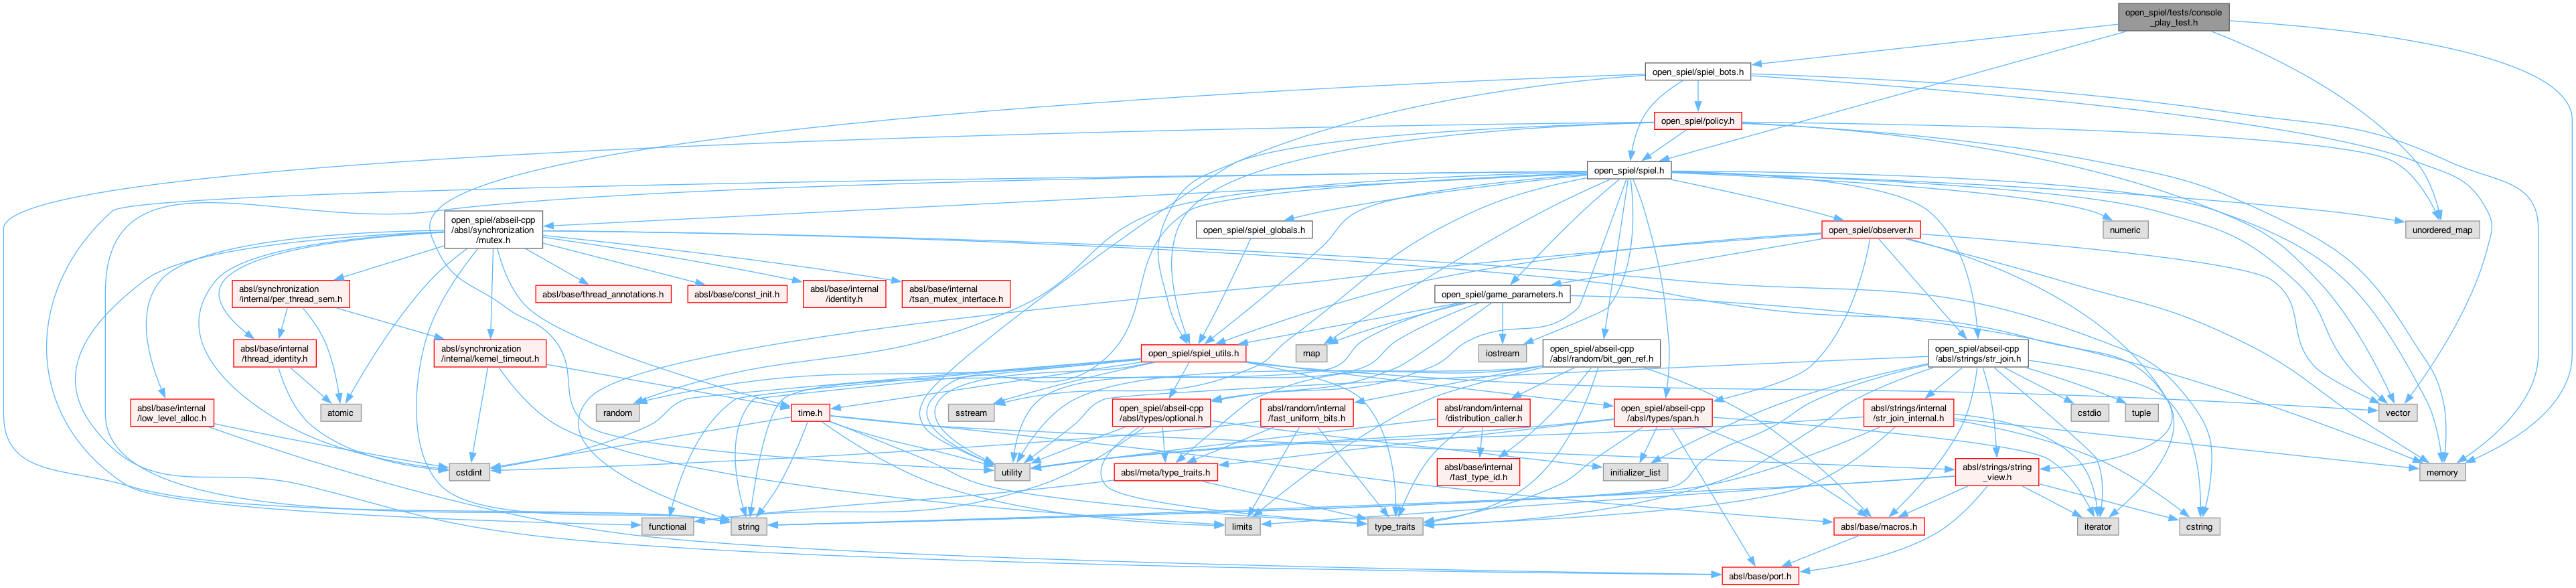 open_spiel/tests/console
_play_test.h
open_spiel/spiel_bots.h
open_spiel/policy.h
open_spiel/spiel.h
open_spiel/abseil-cpp
/absl/synchronization
/mutex.h
open_spiel/spiel_globals.h
open_spiel/observer.h
numeric
unordered_map
absl/synchronization
/internal/per_thread_sem.h
absl/base/thread_annotations.h
absl/base/const_init.h
absl/base/internal
/identity.h
absl/base/internal
/tsan_mutex_interface.h
open_spiel/game_parameters.h
absl/base/internal
/thread_identity.h
absl/synchronization
/internal/kernel_timeout.h
open_spiel/spiel_utils.h
map
iostream
open_spiel/abseil-cpp
/absl/random/bit_gen_ref.h
open_spiel/abseil-cpp
/absl/strings/str_join.h
absl/base/internal
/low_level_alloc.h
atomic
random
time.h
sstream
open_spiel/abseil-cpp
/absl/types/optional.h
absl/random/internal
/fast_uniform_bits.h
absl/random/internal
/distribution_caller.h
open_spiel/abseil-cpp
/absl/types/span.h
absl/strings/internal
/str_join_internal.h
cstdio
tuple
vector
cstdint
utility
absl/meta/type_traits.h
absl/base/internal
/fast_type_id.h
initializer_list
absl/strings/string
_view.h
memory
functional
string
limits
type_traits
absl/base/macros.h
iterator
cstring
absl/base/port.h